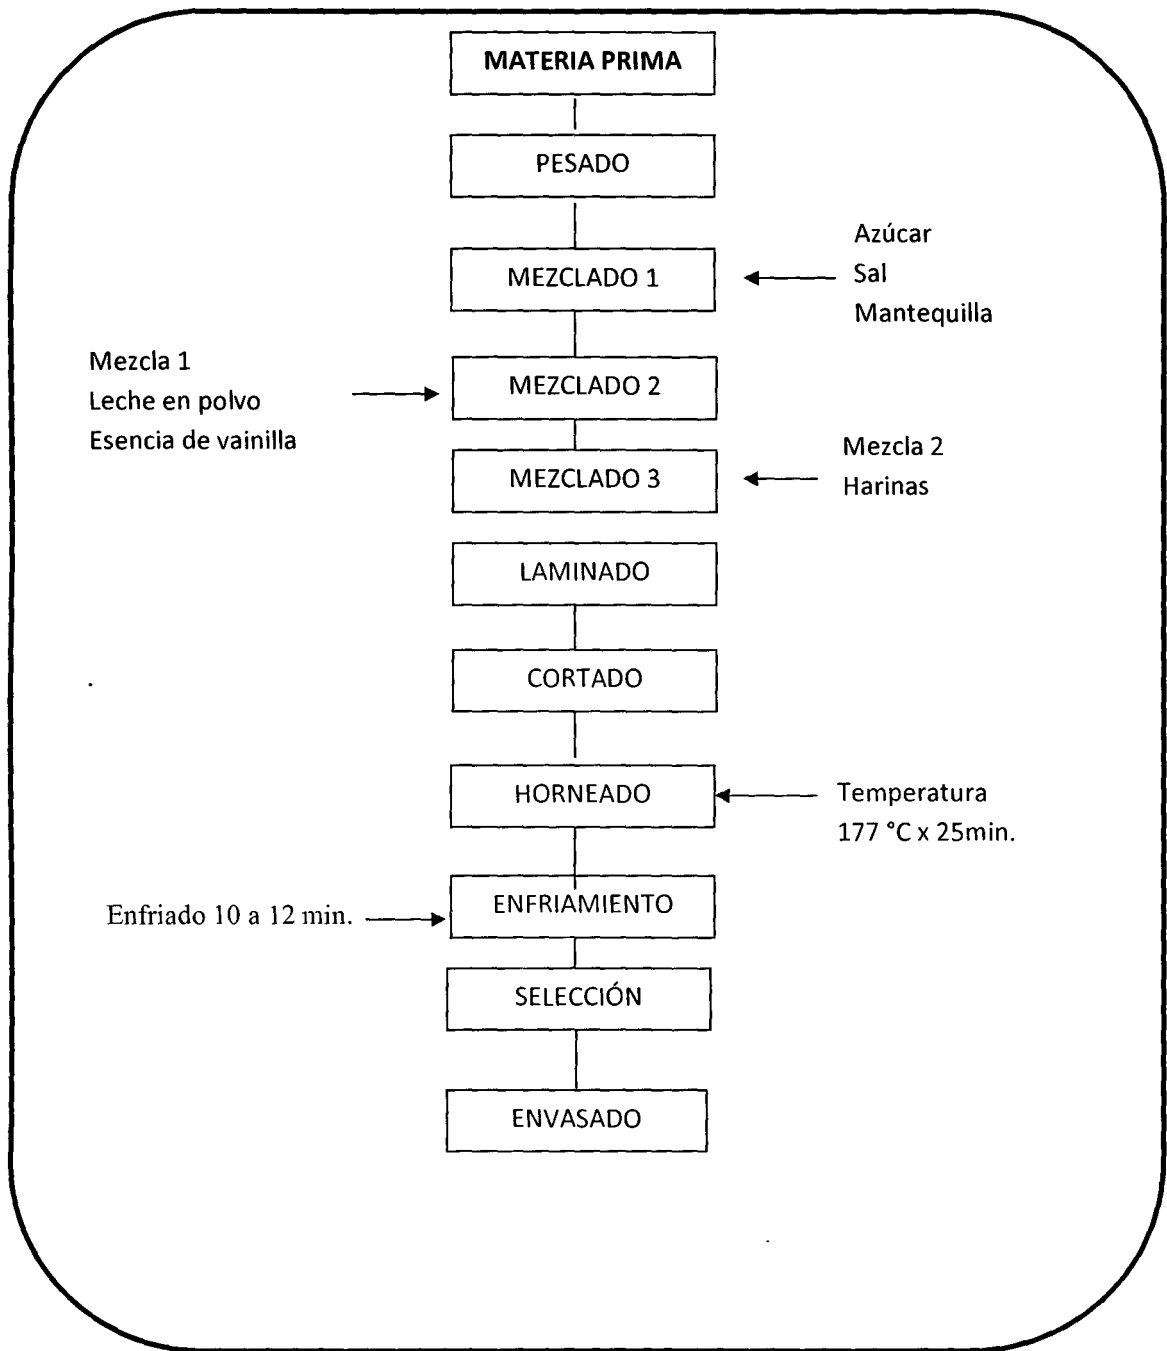 MATERIA PRIMA
PESADO
MEZCLADO 1
Azúcar
Sal
Mantequilla
Mezcla 1
Leche en polvo
Esencia de vainilla
MEZCLADO 2
MEZCLADO 3
Mezcla 2
Harinas
LAMINADO
CORTADO
HORNEADO
Temperatura
177 °C x 25min.
Enfriado 10 a 12 min.
ENFRIAMIENTO
SELECCIÓN
ENVASADO